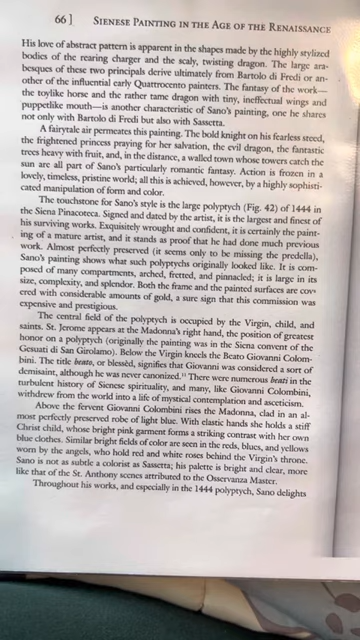 66 ] SIENESE PAINTING IN THE AGE OF THE RENAISSANCE
His love of abstract pattern is apparent in the shapes made by the highly stylized
bodies of the rearing charger and the scaly, twisting dragon. The large ara-
besques of these two principals derive ultimately from Bartolo di Fredi or an-
other of the influential early Quattrocento painters. The fantasy of the work—
the toylike horse and the rather tame dragon with tiny, ineffectual wings and
puppetlike mouth—is another characteristic of Sano's painting, one he shares
not only with Bartolo di Fredi but also with Sassetta.
A fairytale air permeates this painting. The bold knight on his fearless steed,
the frightened princess praying for her salvation, the evil dragon, the fantastic
trees heavy with fruit, and, in the distance, a walled town whose towers catch the
sun are all part of Sano's particularly romantic fantasy. Action is frozen in a
lovely, timeless, pristine world; all this is achieved, however, by a highly sophisti-
cated manipulation of form and color.
The touchstone for Sano's style is the large polyptych (Fig. 42) of 1444 in
the Siena Pinacoteca. Signed and dated by the artist, it is the largest and finest of
his surviving works. Exquisitely wrought and confident, it is certainly the paint-
ing of a mature artist, and it stands as proof that he had done much previous
work. Almost perfectly preserved (it seems only to be missing the predella),
Sano's painting shows what such polyptychs originally looked like. It is com-
posed of many compartments, arched, fretted, and pinnacled; it is large in its
size, complexity, and splendor. Both the frame and the painted surfaces are cov-
ered with considerable amounts of gold, a sure sign that this commission was
expensive and prestigious.
The central field of the polyptych is occupied by the Virgin, child, and
saints. St. Jerome appears at the Madonna's right hand, the position of greatest
honor on a polyptych (originally the painting was in the Siena convent of the
Gesuati di San Girolamo). Below the Virgin kneels the Beato Giovanni Colom-
bini. The title beato, or blessèd, signifies that Giovanni was considered a sort of
demisaint, although he was never canonized. There were numerous beati in the
turbulent history of Sienese spirituality, and many, like Giovanni Colombini,
withdrew from the world into a life of mystical contemplation and asceticism.
Above the fervent Giovanni Colombini rises the Madonna, clad in an al-
most perfectly preserved robe of light blue. With elastic hands she holds a stiff
Christ child, whose bright pink garment forms a striking contrast with her own
blue clothes. Similar bright fields of color are seen in the reds, blues, and yellows
worn by the angels, who hold red and white roses behind the Virgin's throne.
Sano is not as subtle a colorist as Sassetta; his palette is bright and clear, more
like that of the St. Anthony scenes attributed to the Osservanza Master.
Throughout his works, and especially in the 1444 polyptych, Sano delights